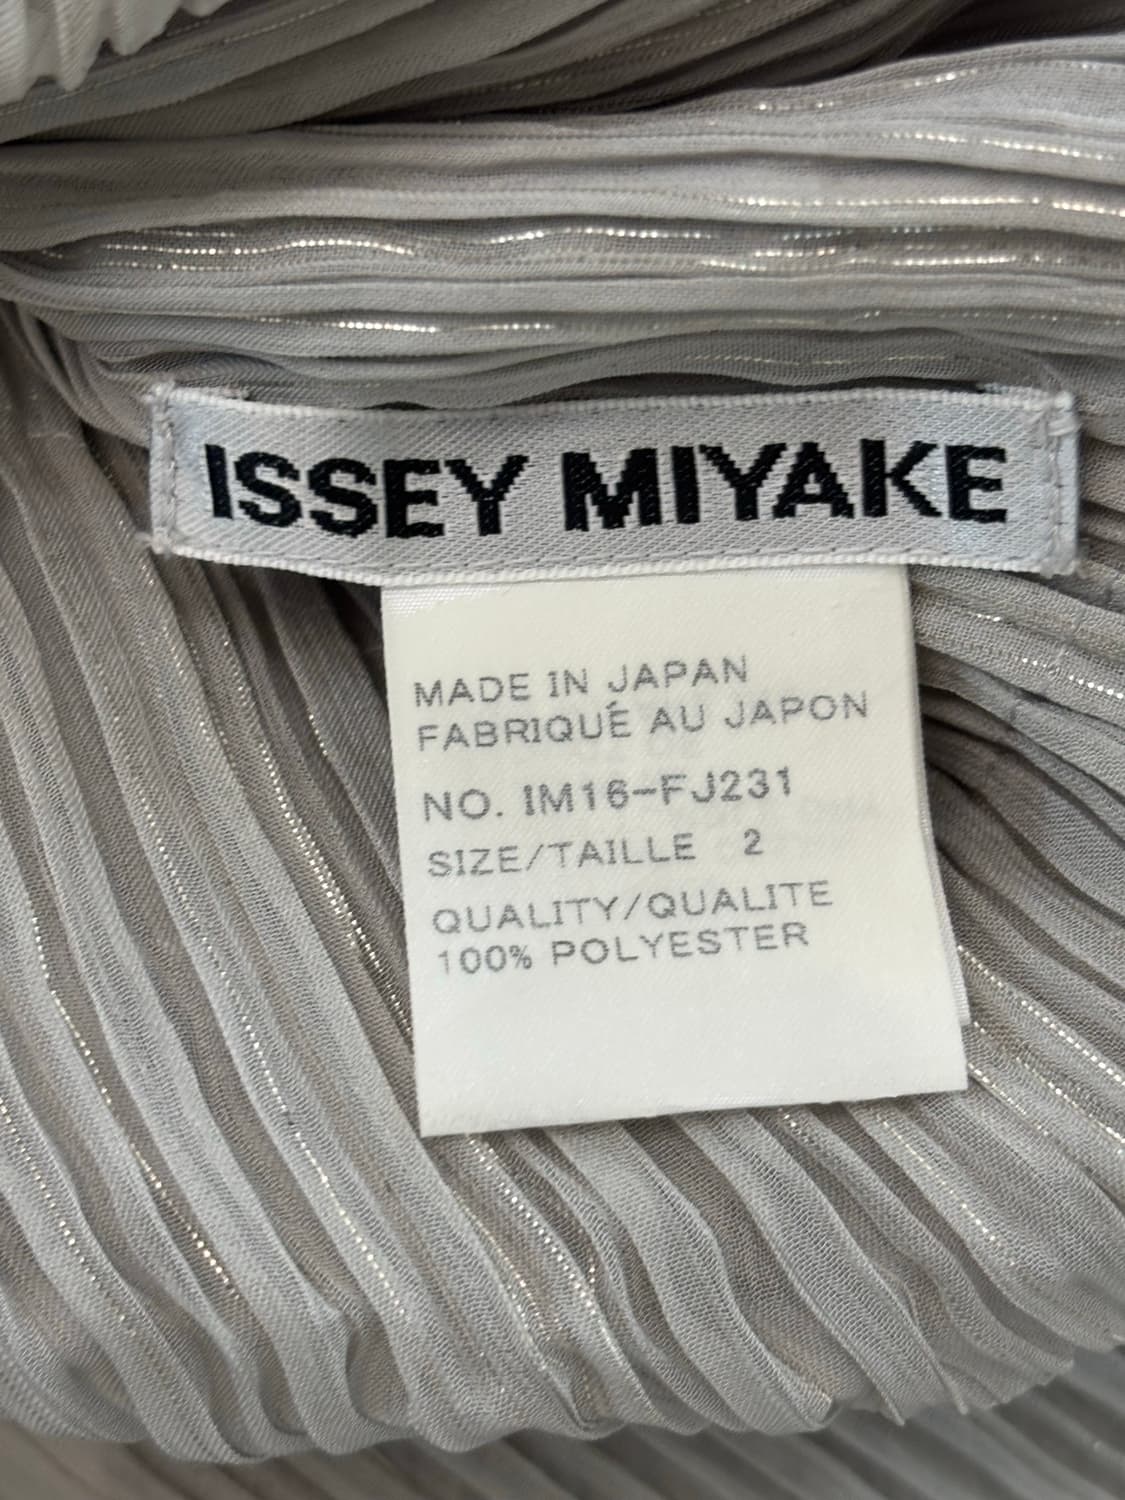 ISSEY MIYAKE
MADE IN JAPAN
FABRIQUÉ AU JAPON
NO. IM16-FJ231
SIZE/TAILLE 2
QUALITY/QUALITE
100% POLYESTER